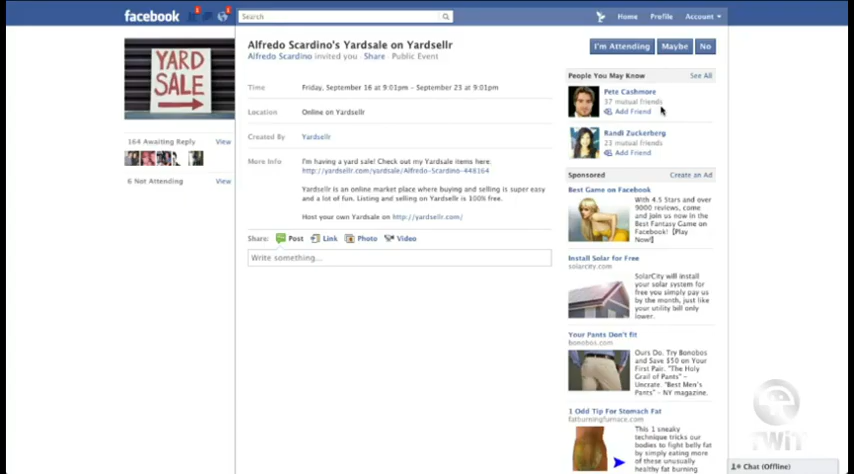 facebook
1
1
Search
Home
Profile
Account
YARD
SALE
Alfredo Scardino's Yardsale on Yardsellr
Alfredo Scardino invited you · Share · Public Event
I'm Attending
Maybe
No
Time
Friday, September 16 at 9:01pm - September 23 at 9:01pm
Location
Online on Yardsellr
Created By
Yardsellr
More Info
I'm having a yard sale! Check out my Yardsale items here:
http://yardsellr.com/yardsale/Alfredo-Scardino-448164
Yardsellr is an online market place where buying and selling is super easy
and a lot of fun. Listing and selling on Yardsellr is 100% free.
Host your own Yardsale on http://yardsellr.com/
Share:
Post
Link
Photo
Video
Write something...
164 Awaiting Reply
View
6 Not Attending
View
People You May Know
See All
Pete Cashmore
37 mutual friends
Add Friend
Randi Zuckerberg
23 mutual friends
Add Friend
Sponsored
Create an Ad
Best Game on Facebook
With 4.5 Stars and over
9000 reviews, come
and join us now in the
Best Fantasy Game on
Facebook! [Play
Now!]
Install Solar for Free
solarcity.com
SolarCity will install
your solar system for
free you simply pay us
by the month, just like
your utility bill only
lower.
Your Pants Don't fit
bonobos.com
Ours Do. Try Bonobos
and Save $50 on Your
First Pair. "The Holy
Grail of Pants" -
Uncrate. "Best Men's
Pants" - NY magazine.
1 Odd Tip For Stomach Fat
fatburningfurnace.com
This 1 sneaky
technique tricks our
bodies to fight belly fat
by simply eating more
of these unusually
healthy fat burning
TWiT
Chat (Offline)